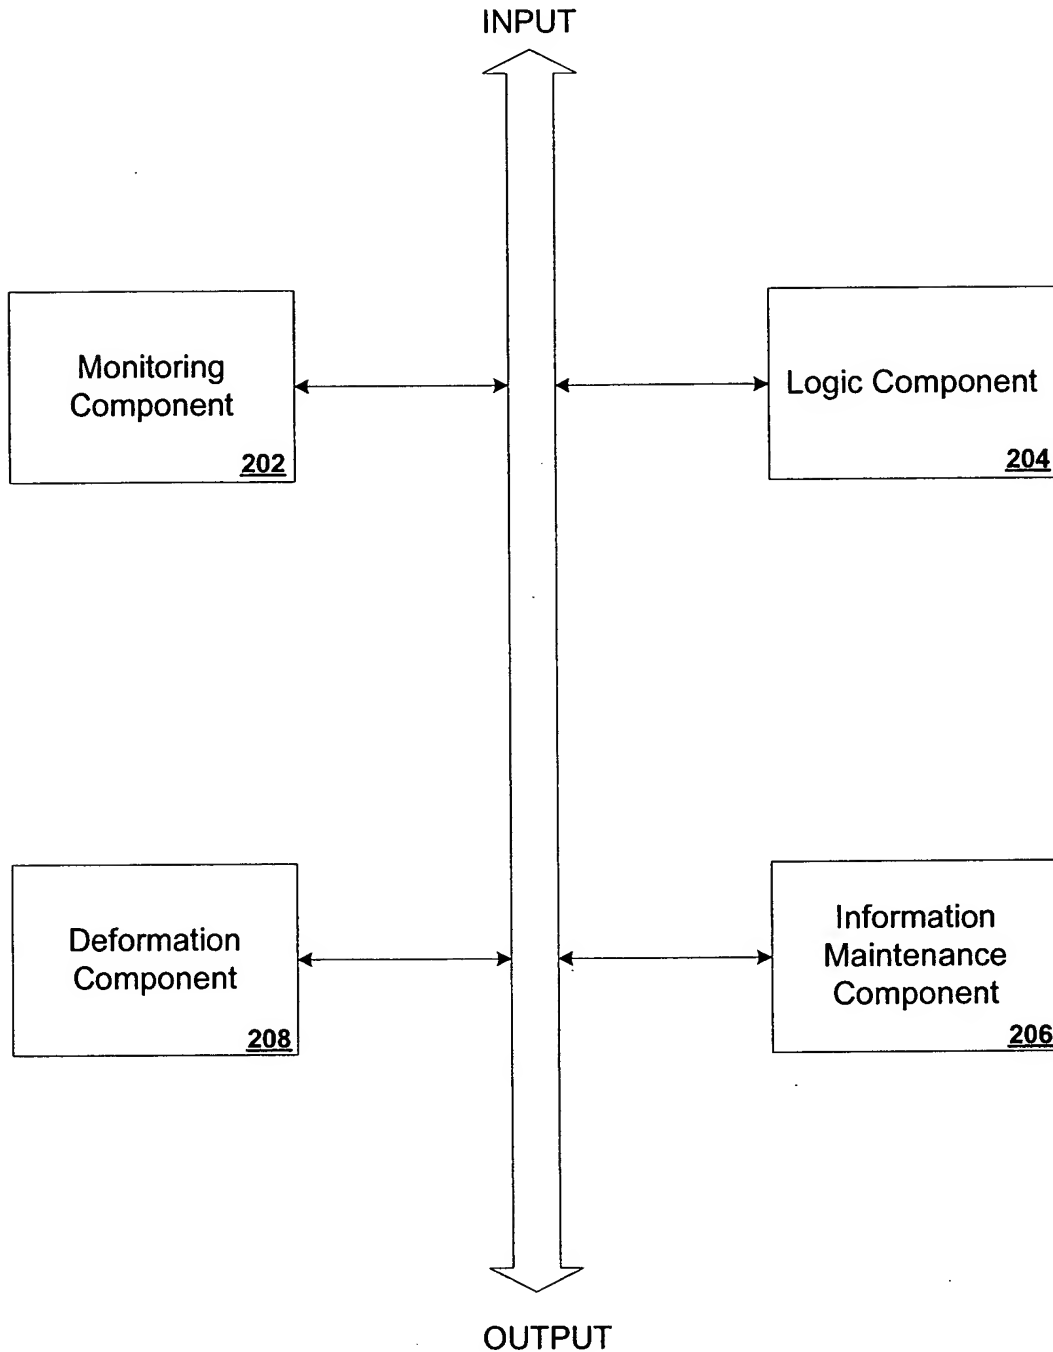 INPUT
Monitoring
Component
202
Logic Component
204
Deformation
Component
208
Information
Maintenance
Component
206
OUTPUT